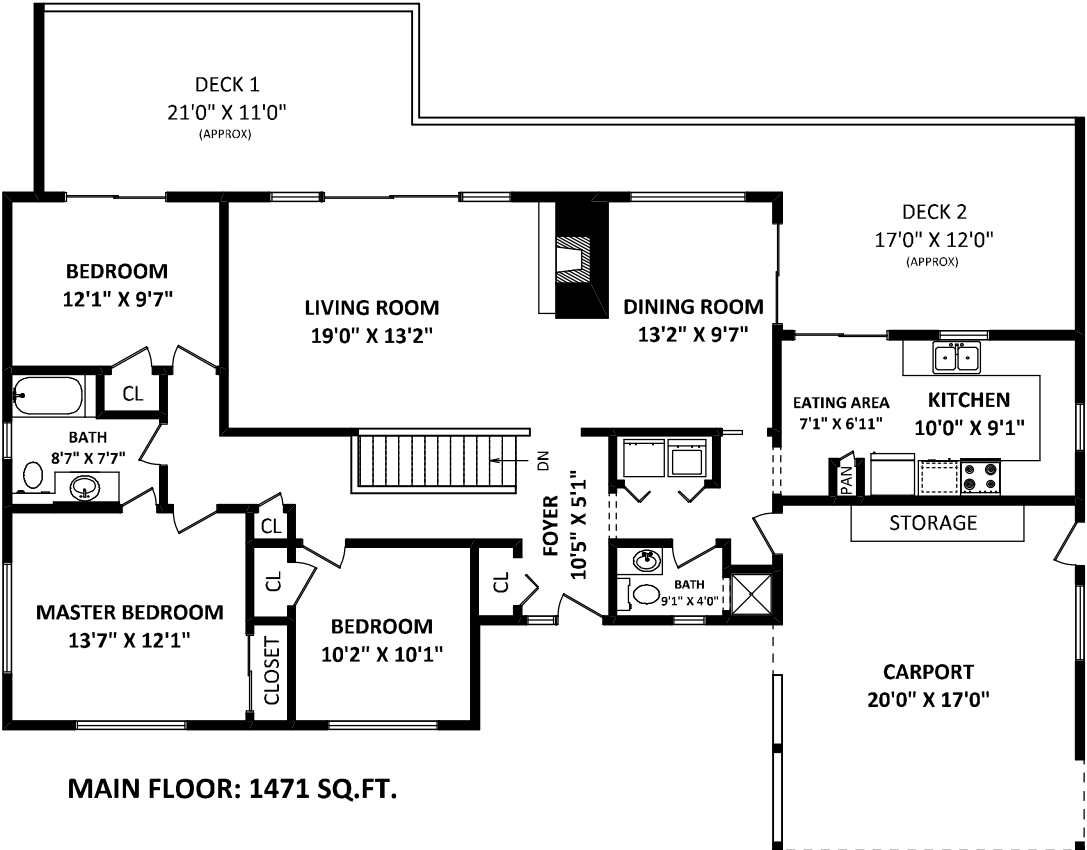 DECK 1
21'0" X 11'0"
(APPROX)
DECK 2
17'0" X 12'0"
(APPROX)
BEDROOM
12'1" X 9'7"
LIVING ROOM
19'0" X 13'2"
DINING ROOM
13'2" X 9'7"
CL
EATING AREA
7'1" X 6'11"
KITCHEN
10'0" X 9'1"
BATH
8'7" X 7'7"
DN
PAN
FOYER
10'5" X 5'1"
CL
STORAGE
CL
CL
BATH
9'1" X 4'0"
MASTER BEDROOM
13'7" X 12'1"
BEDROOM
10'2" X 10'1"
CLOSET
CARPORT
20'0" X 17'0"
MAIN FLOOR: 1471 SQ.FT.